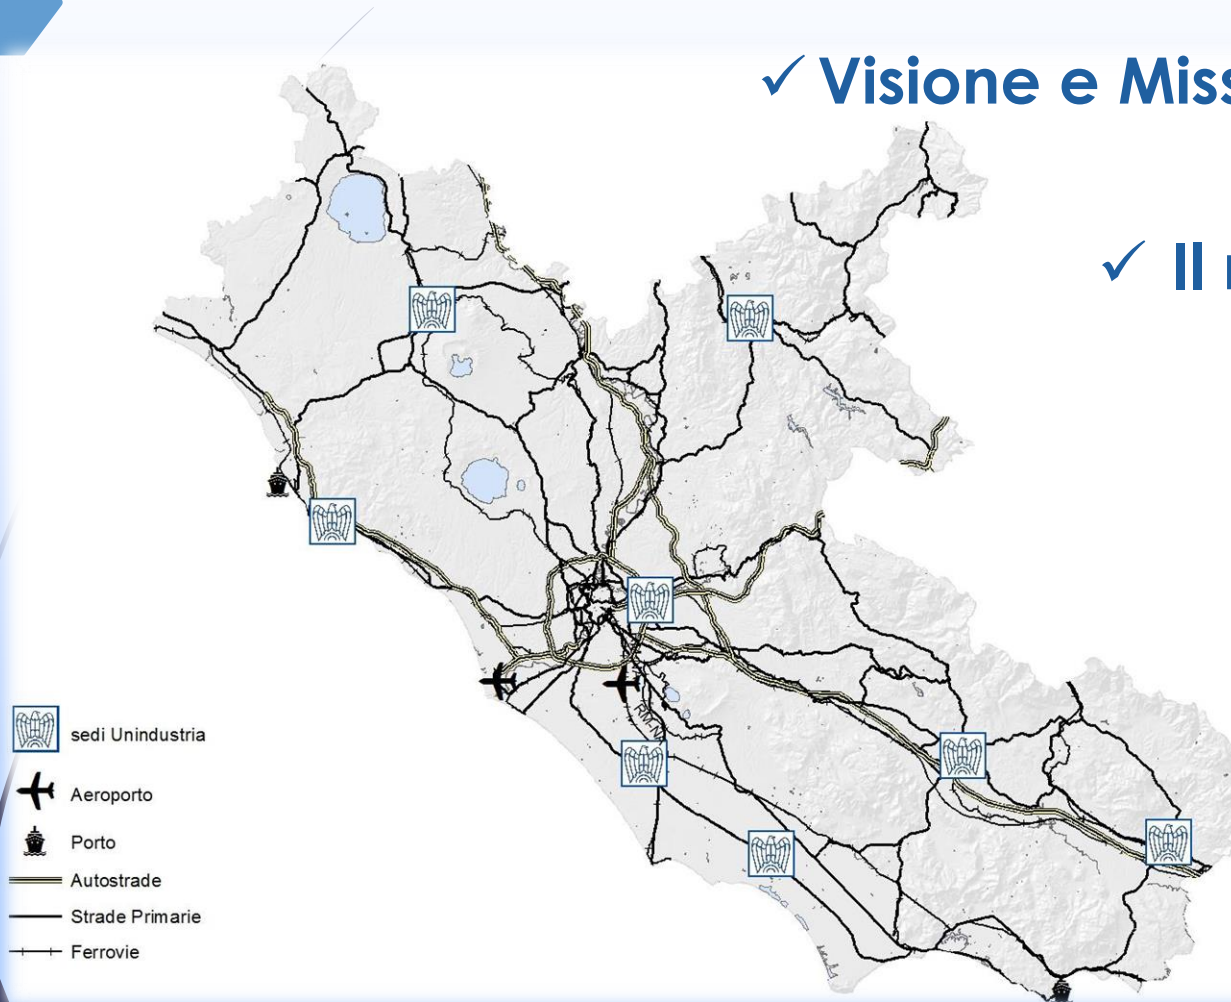 ✓ Visione e Miss
✓ Il
sedi Unindustria
Aeroporto
Porto
Autostrade
Strade Primarie
Ferrovie